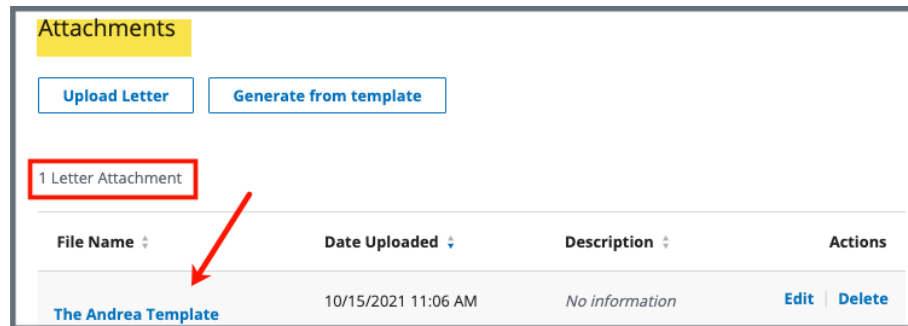 Attachments
Upload Letter Generate from template
1 Letter Attachment
File Name Date Uploaded Description Actions
The Andrea Template 10/15/2021 11:06 AM No information Edit Delete